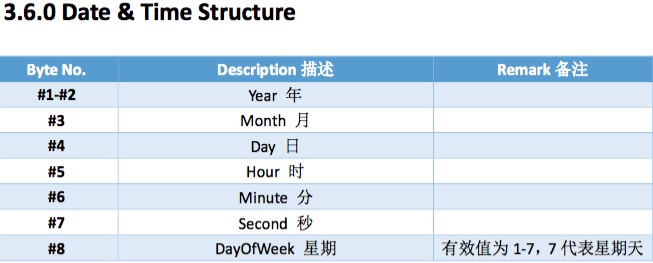 3.6.0 Date & Time Structure
Byte No. Description 描述 Remark 备注
#1-#2 Year 年
#3 Month 月
#4 Day 日
#5 Hour 时
#6 Minute 分
#7 Second 秒
#8 DayOfWeek 星期 有效值为 1-7，7 代表星期天